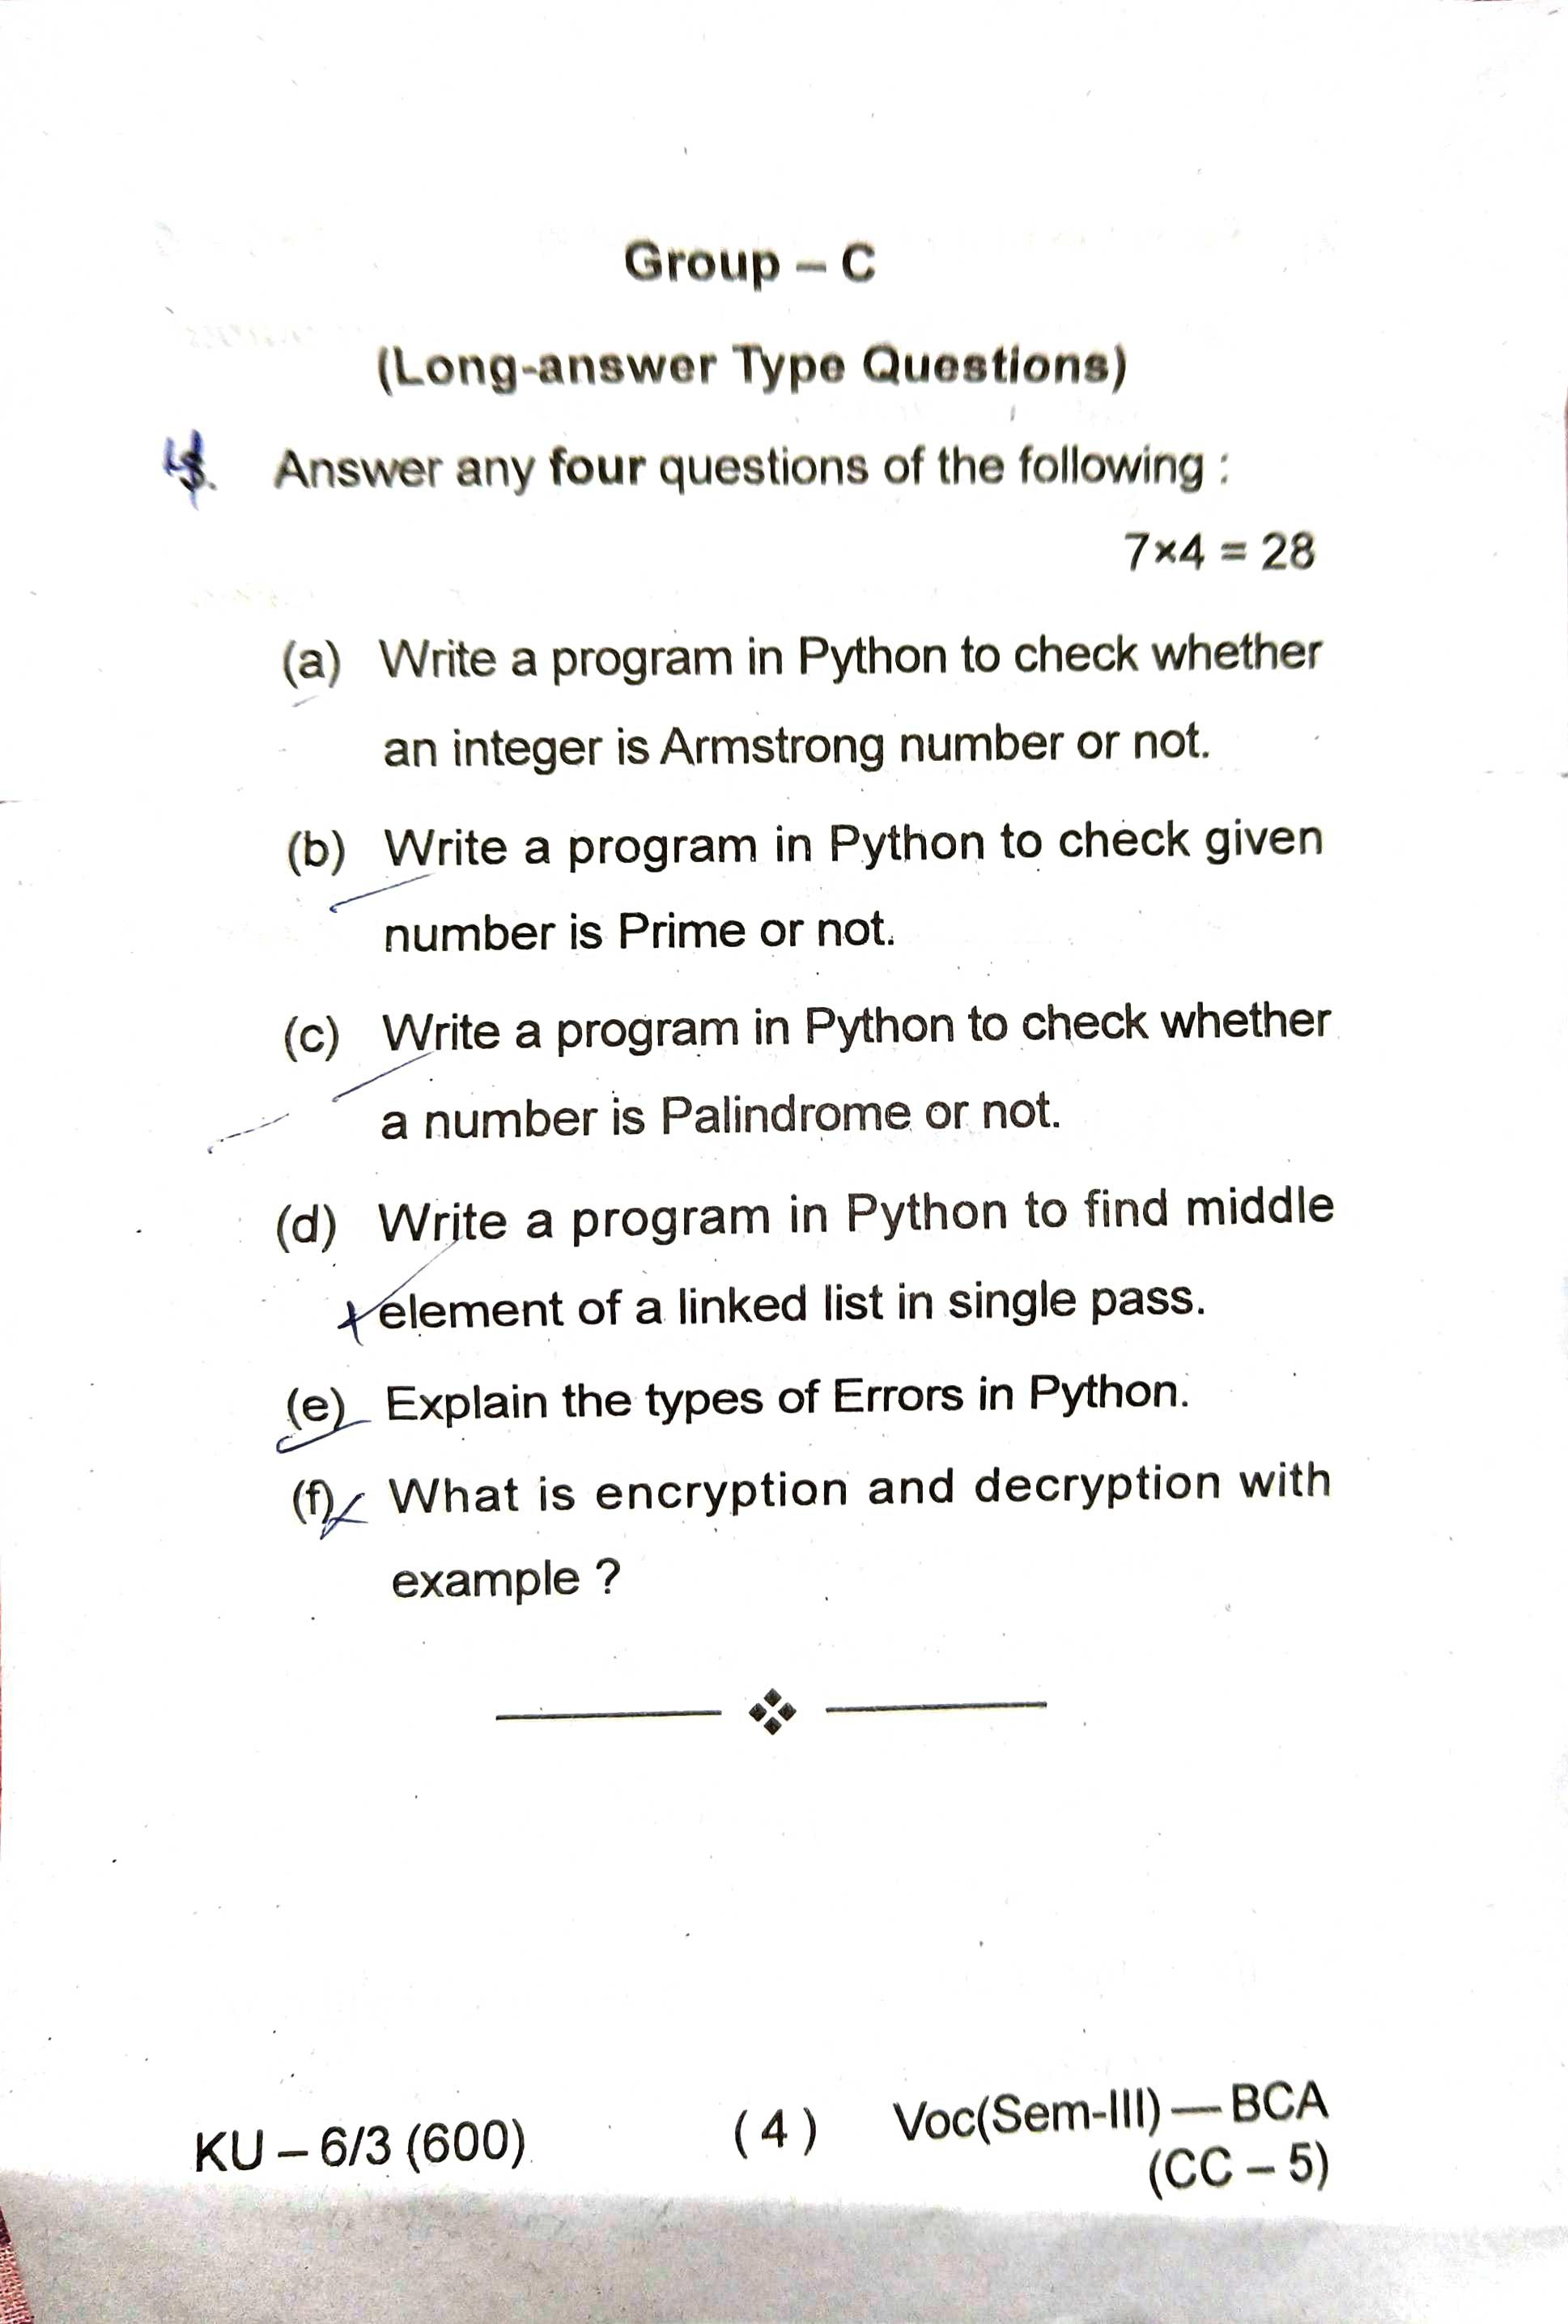 Group – C
(Long-answer Type Questions)
4. Answer any four questions of the following :
7×4 = 28
(a) Write a program in Python to check whether
an integer is Armstrong number or not.
(b) Write a program in Python to check given
number is Prime or not.
(c) Write a program in Python to check whether
a number is Palindrome or not.
(d) Write a program in Python to find middle
element of a linked list in single pass.
(e) Explain the types of Errors in Python.
(f) What is encryption and decryption with
example ?
KU – 6/3 (600) ( 4 ) Voc(Sem-III) — BCA
(CC – 5)